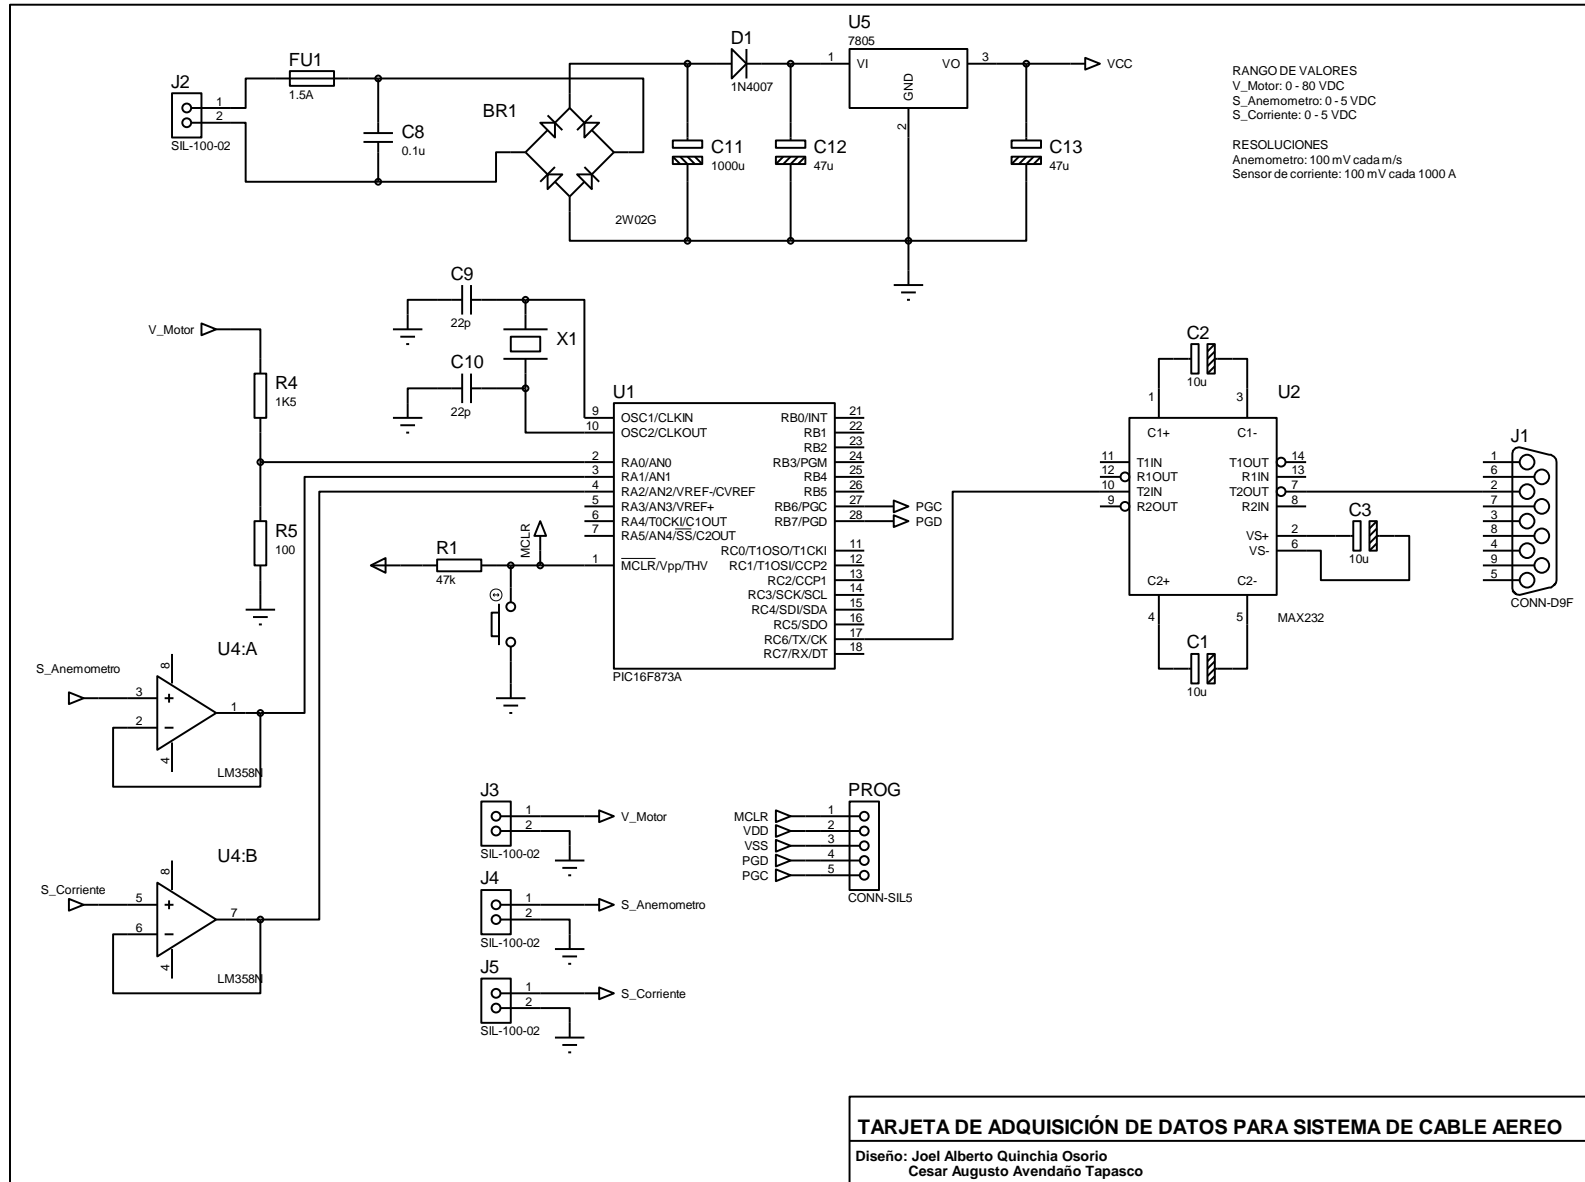 J2
1
2
SIL-100-02
FU1
1.5A
C8
0.1u
BR1
2W02G
C11
1000u
D1
1N4007
C12
47u
U5
7805
1
VI
VO
3
GND
2
VCC
C13
47u
RANGO DE VALORES
V_Motor: 0 - 80 VDC
S_Anemometro: 0 - 5 VDC
S_Corriente: 0 - 5 VDC
RESOLUCIONES
Anemometro: 100 mV cada m/s
Sensor de corriente: 100 mV cada 1000 A
C9
22p
C10
22p
X1
V_Motor
R4
1K5
R5
100
R1
47k
MCLR
U1
9 OSC1/CLKIN
10 OSC2/CLKOUT
2 RA0/AN0
3 RA1/AN1
4 RA2/AN2/VREF-/CVREF
5 RA3/AN3/VREF+
6 RA4/T0CKI/C1OUT
7 RA5/AN4/SS/C2OUT
1 MCLR/Vpp/THV
RB0/INT 21
RB1 22
RB2 23
RB3/PGM 24
RB4 25
RB5 26
RB6/PGC 27 PGC
RB7/PGD 28 PGD
RC0/T1OSO/T1CKI 11
RC1/T1OSI/CCP2 12
RC2/CCP1 13
RC3/SCK/SCL 14
RC4/SDI/SDA 15
RC5/SDO 16
RC6/TX/CK 17
RC7/RX/DT 18
PIC16F873A
C2
10u
1
3
U2
C1+
C1-
11 T1IN
12 R1OUT
10 T2IN
9 R2OUT
T1OUT 14
R1IN 13
T2OUT 7
R2IN 8
VS+ 2
VS- 6
C2+
C2-
4
5
MAX232
C3
10u
C1
10u
J1
1
6
2
7
3
8
4
9
5
CONN-D9F
U4:A
S_Anemometro
8
3
+
1
2
−
4
LM358N
U4:B
S_Corriente
8
5
+
7
6
−
4
LM358N
J3
1
2
V_Motor
SIL-100-02
J4
1
2
S_Anemometro
SIL-100-02
J5
1
2
S_Corriente
SIL-100-02
PROG
MCLR 1
VDD 2
VSS 3
PGD 4
PGC 5
CONN-SIL5
TARJETA DE ADQUISICIÓN DE DATOS PARA SISTEMA DE CABLE AEREO
Diseño: Joel Alberto Quinchia Osorio
Cesar Augusto Avendaño Tapasco